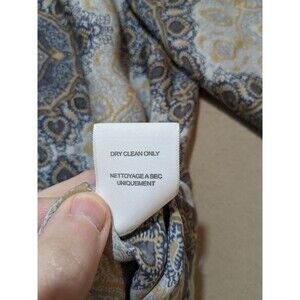 DRY CLEAN ONLY
NETTOYAGE A SEC
UNIQUEMENT